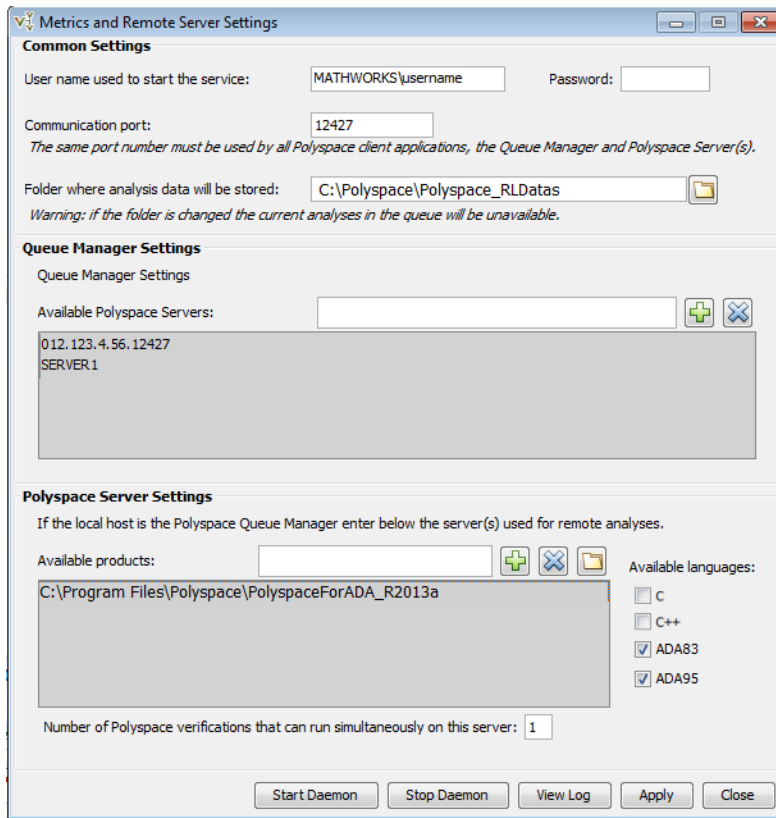 Metrics and Remote Server Settings
Common Settings
User name used to start the service: MATHWORKS\username Password:
Communication port: 12427
The same port number must be used by all Polyspace client applications, the Queue Manager and Polyspace Server(s).
Folder where analysis data will be stored: C:\Polyspace\Polyspace_RLDatas
Warning: if the folder is changed the current analyses in the queue will be unavailable.
Queue Manager Settings
Queue Manager Settings
Available Polyspace Servers:
012.123.4.56.12427
SERVER1
Polyspace Server Settings
If the local host is the Polyspace Queue Manager enter below the server(s) used for remote analyses.
Available products:
Available languages:
C:\Program Files\Polyspace\PolyspaceForADA_R2013a
C
C++
ADA83
ADA95
Number of Polyspace verifications that can run simultaneously on this server: 1
Start Daemon Stop Daemon View Log Apply Close